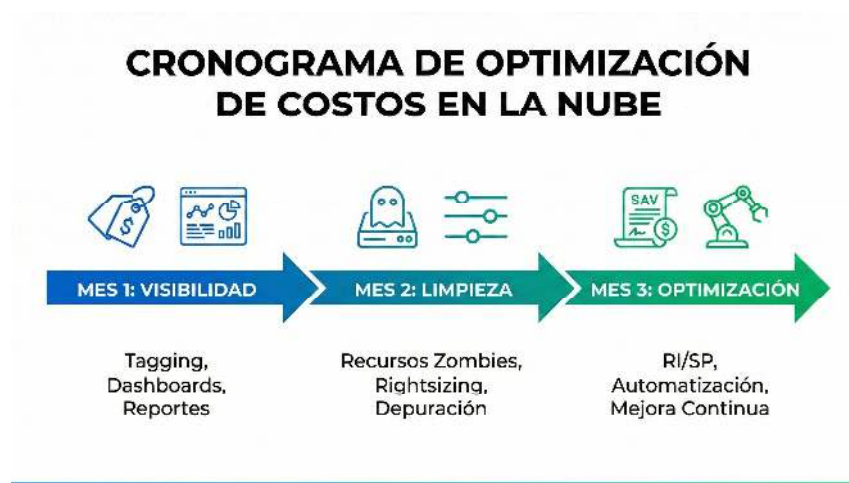 CRONOGRAMA DE OPTIMIZACIÓN
DE COSTOS EN LA NUBE
$
SAV
$
MES 1: VISIBILIDAD
MES 2: LIMPIEZA
MES 3: OPTIMIZACIÓN
Tagging,
Dashboards,
Reportes
Recursos Zombies,
Rightsizing,
Depuración
RI/SP,
Automatización,
Mejora Continua